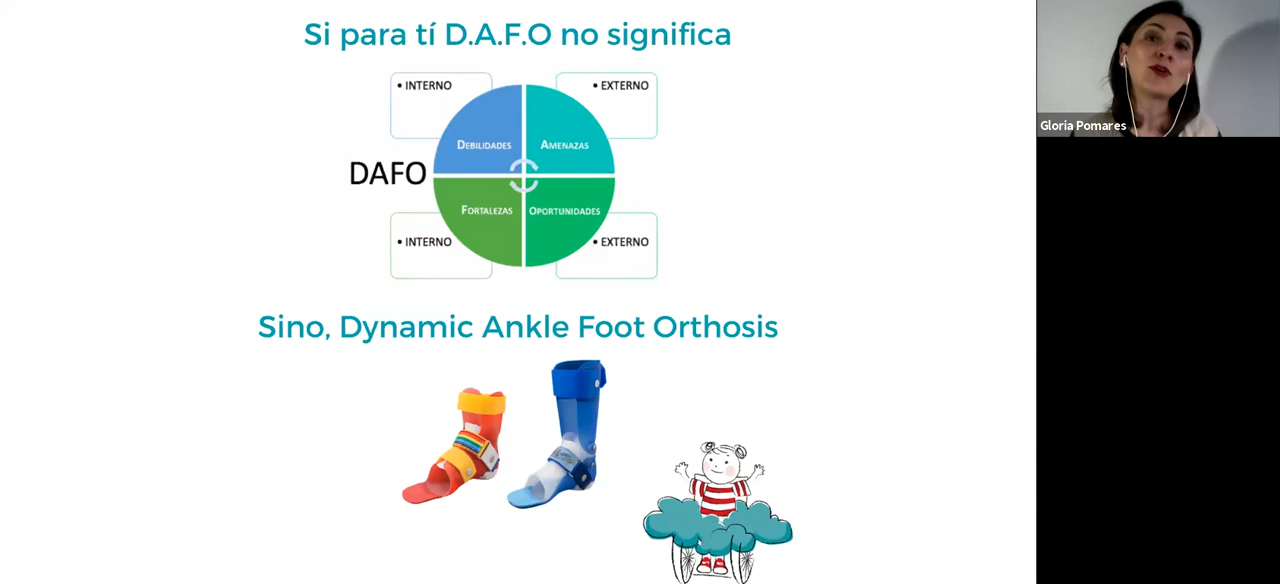 Si para tí D.A.F.O no significa
• INTERNO
• EXTERNO
DEBILIDADES
AMENAZAS
DAFO
FORTALEZAS
OPORTUNIDADES
• INTERNO
• EXTERNO
Sino, Dynamic Ankle Foot Orthosis
Gloria Pomares